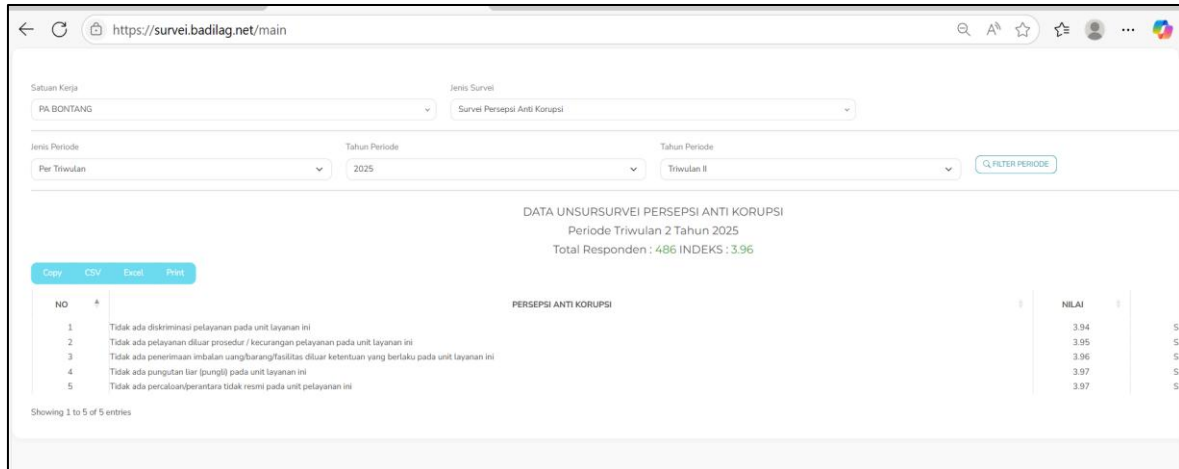 https://survei.badilag.net/main
Satuan Kerja
Jenis Survei
PA BONTANG
Survei Persepsi Anti Korupsi
Jenis Periode
Tahun Periode
Tahun Periode
Per Triwulan
2025
Triwulan II
FILTER PERIODE
DATA UNSURSURVEI PERSEPSI ANTI KORUPSI
Periode Triwulan 2 Tahun 2025
Total Responden : 486 INDEKS : 3.96
Copy CSV Excel Print
NO PERSEPSI ANTI KORUPSI NILAI
1 Tidak ada diskriminasi pelayanan pada unit layanan ini 3.94 S
2 Tidak ada pelayanan diluar prosedur / kecurangan pelayanan pada unit layanan ini 3.95 S
3 Tidak ada penerimaan imbalan uang/barang/fasilitas diluar ketentuan yang berlaku pada unit layanan ini 3.96 S
4 Tidak ada pungutan liar (pungli) pada unit layanan ini 3.97 S
5 Tidak ada percaloan/perantara tidak resmi pada unit pelayanan ini 3.97 S
Showing 1 to 5 of 5 entries